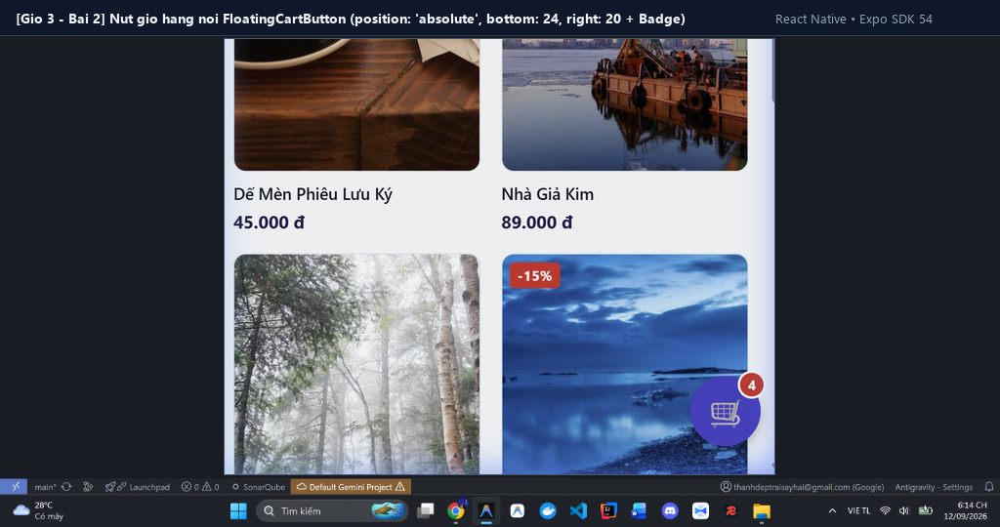 [Gio 3 - Bai 2] Nut gio hang noi FloatingCartButton (position: 'absolute', bottom: 24, right: 20 + Badge)
React Native • Expo SDK 54
Dế Mèn Phiêu Lưu Ký
45.000 đ
Nhà Giả Kim
89.000 đ
-15%
4
main*
Launchpad
0
0
SonarQube
Default Gemini Project
thanhdeptraisayhai@gmail.com (Google)
Antigravity - Settings
28°C
Có mây
Tìm kiếm
VIE TL
6:14 CH
12/09/2026